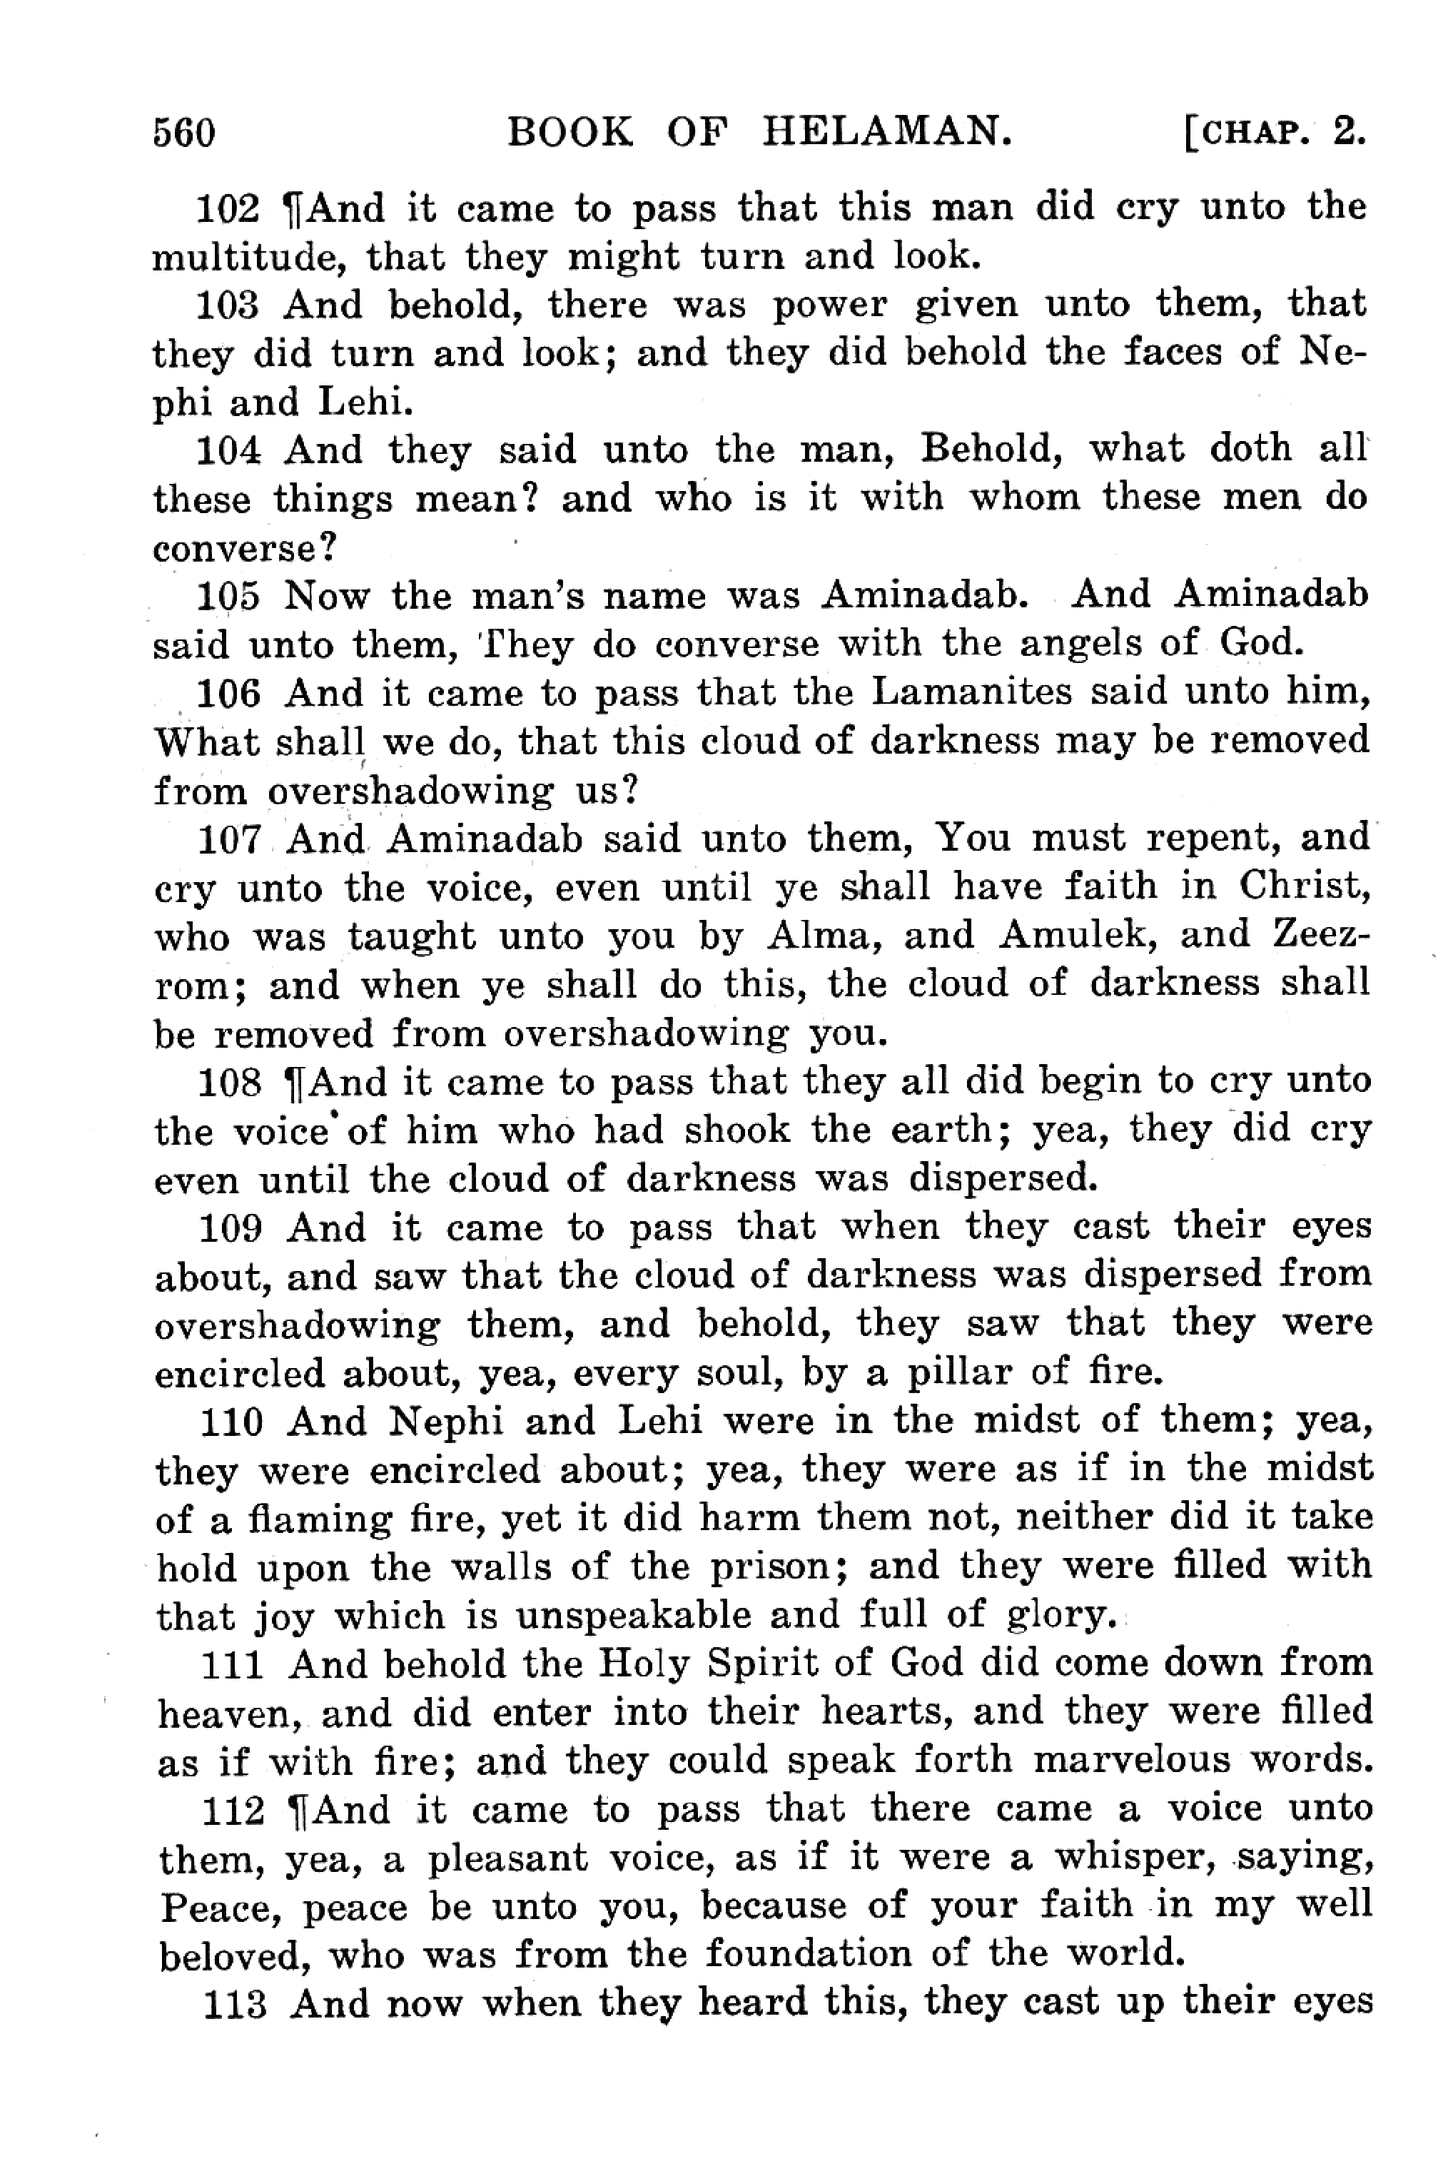 560 BOOK OF HELAMAN. [CHAP. 2.
102 ¶And it came to pass that this man did cry unto the
multitude, that they might turn and look.
103 And behold, there was power given unto them, that
they did turn and look; and they did behold the faces of Ne-
phi and Lehi.
104 And they said unto the man, Behold, what doth all
these things mean? and who is it with whom these men do
converse?
105 Now the man's name was Aminadab. And Aminadab
said unto them, They do converse with the angels of God.
106 And it came to pass that the Lamanites said unto him,
What shall we do, that this cloud of darkness may be removed
from overshadowing us?
107 And Aminadab said unto them, You must repent, and
cry unto the voice, even until ye shall have faith in Christ,
who was taught unto you by Alma, and Amulek, and Zeez-
rom; and when ye shall do this, the cloud of darkness shall
be removed from overshadowing you.
108 ¶And it came to pass that they all did begin to cry unto
the voice of him who had shook the earth; yea, they did cry
even until the cloud of darkness was dispersed.
109 And it came to pass that when they cast their eyes
about, and saw that the cloud of darkness was dispersed from
overshadowing them, and behold, they saw that they were
encircled about, yea, every soul, by a pillar of fire.
110 And Nephi and Lehi were in the midst of them; yea,
they were encircled about; yea, they were as if in the midst
of a flaming fire, yet it did harm them not, neither did it take
hold upon the walls of the prison; and they were filled with
that joy which is unspeakable and full of glory.
111 And behold the Holy Spirit of God did come down from
heaven, and did enter into their hearts, and they were filled
as if with fire; and they could speak forth marvelous words.
112 ¶And it came to pass that there came a voice unto
them, yea, a pleasant voice, as if it were a whisper, saying,
Peace, peace be unto you, because of your faith in my well
beloved, who was from the foundation of the world.
113 And now when they heard this, they cast up their eyes